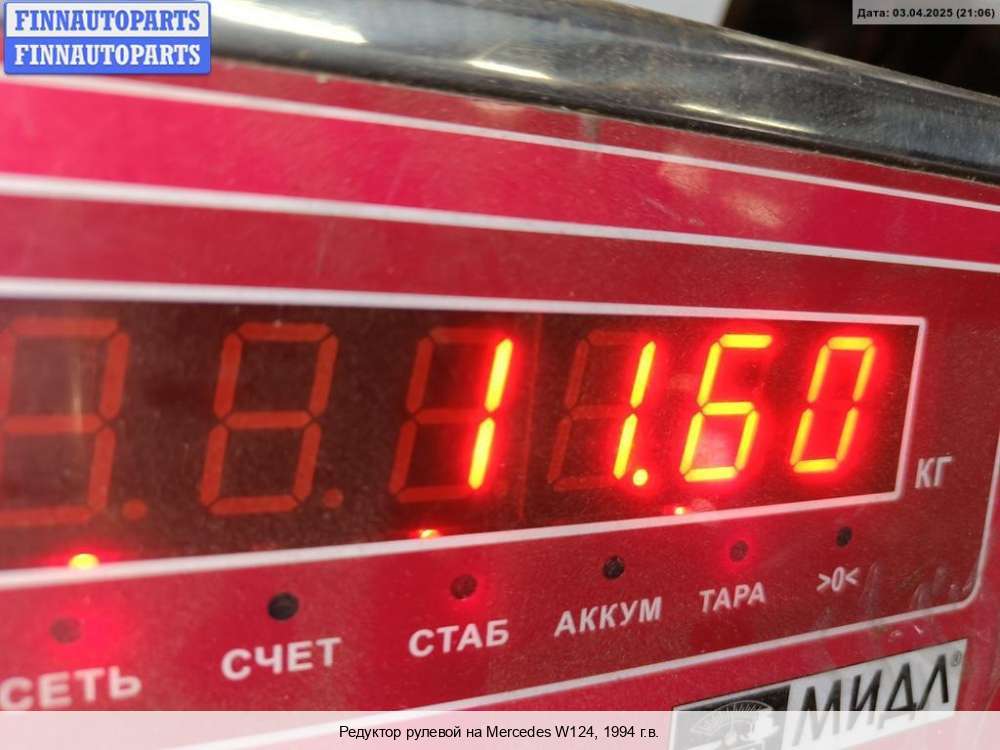 FINNAUTOPARTS
FINNAUTOPARTS
Дата: 03.04.2025 (21:06)
11.60
КГ
СЕТЬ
СЧЕТ
СТАБ
АККУМ
ТАРА
>0<
МИДЛ®
Редуктор рулевой на Mercedes W124, 1994 г.в.